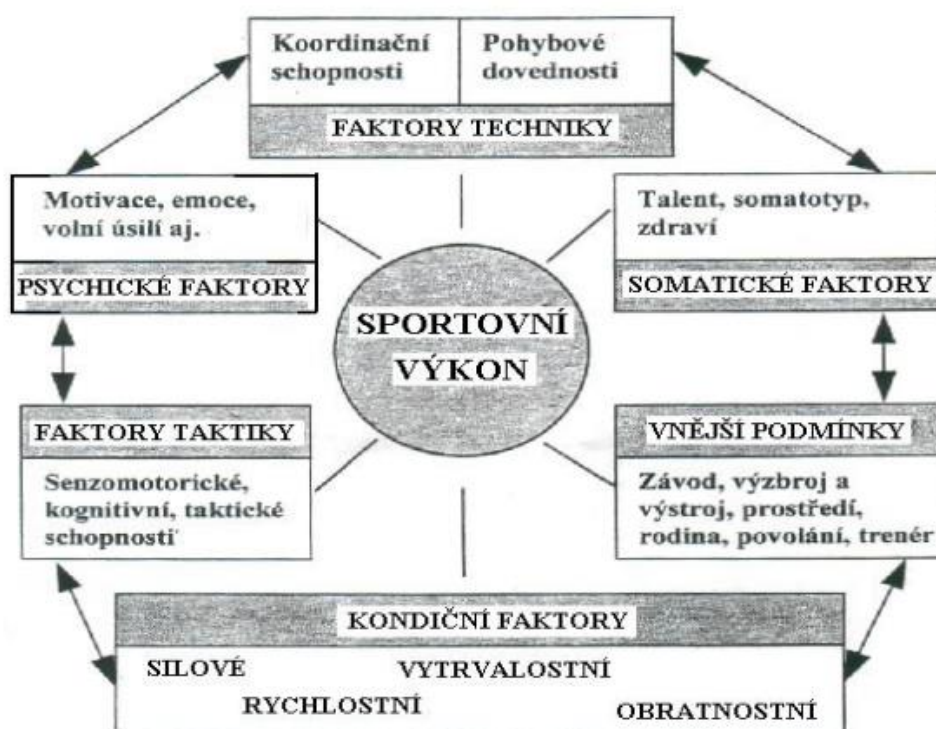 Koordinační
schopnosti
Pohybové
dovednosti
FAKTORY TECHNIKY
Motivace, emoce,
volní úsilí aj.
PSYCHICKÉ FAKTORY
Talent, somatotyp,
zdraví
SOMATICKÉ FAKTORY
SPORTOVNÍ
VÝKON
FAKTORY TAKTIKY
Senzomotorické,
kognitivní, taktické
schopnosti
VNĚJŠÍ PODMÍNKY
Závod, výzbroj a
výstroj, prostředí,
rodina, povolání, trenér
KONDIČNÍ FAKTORY
SILOVÉ VYTRVALOSTNÍ
RYCHLOSTNÍ OBRATNOSTNÍ